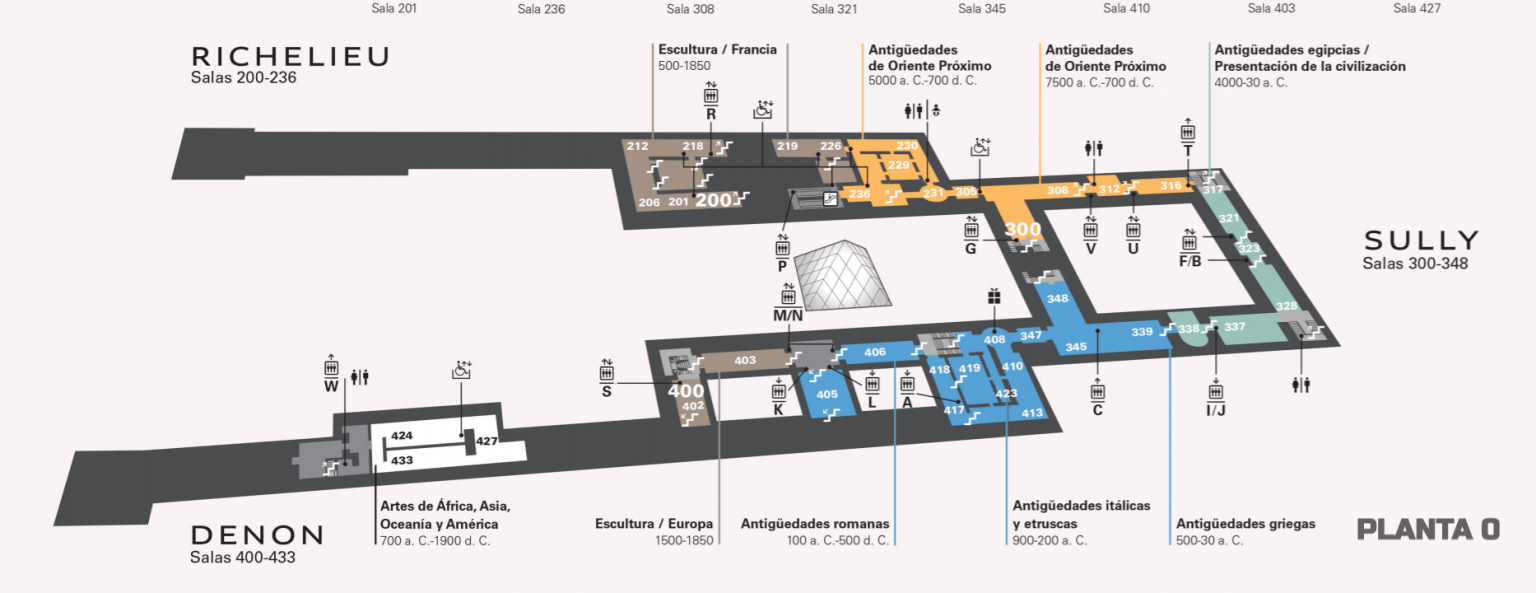 Sala 201 Sala 236 Sala 308 Sala 321 Sala 345 Sala 410 Sala 403 Sala 427
RICHELIEU
Salas 200-236
Escultura / Francia
500-1850
Antigüedades
de Oriente Próximo
5000 a. C.-700 d. C.
Antigüedades
de Oriente Próximo
7500 a. C.-700 d. C.
Antigüedades egipcias /
Presentación de la civilización
4000-30 a. C.
R
T
212 218 219 226 230
229
206 201 200 236 231 305 308 312 316 317
321
323
328
300
P
G
V
U
F/B
SULLY
Salas 300-348
M/N
348
347
345
339
338
337
408
406
403
400
402
405
418 419 410
423
417 413
S
K
L
A
C
I/J
W
424
427
433
Artes de África, Asia,
Oceanía y América
700 a. C.-1900 d. C.
Escultura / Europa
1500-1850
Antigüedades romanas
100 a. C.-500 d. C.
Antigüedades itálicas
y etruscas
900-200 a. C.
Antigüedades griegas
500-30 a. C.
DENON
Salas 400-433
PLANTA 0